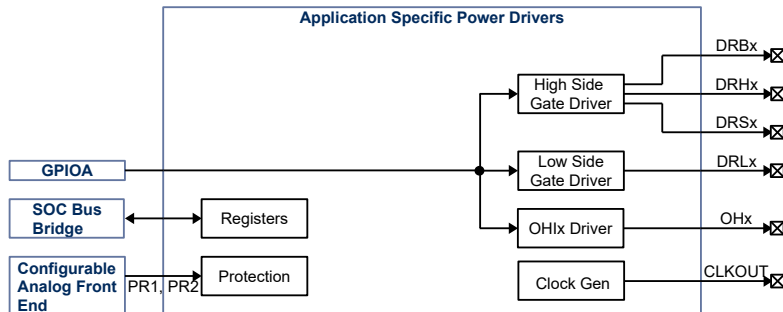 Application Specific Power Drivers
DRBx
High Side
Gate Driver
DRHx
DRSx
GPIOA
Low Side
Gate Driver
DRLx
SOC Bus
Bridge
Registers
OHIx Driver
OHx
Configurable
Analog Front
End
PR1, PR2
Protection
Clock Gen
CLKOUT